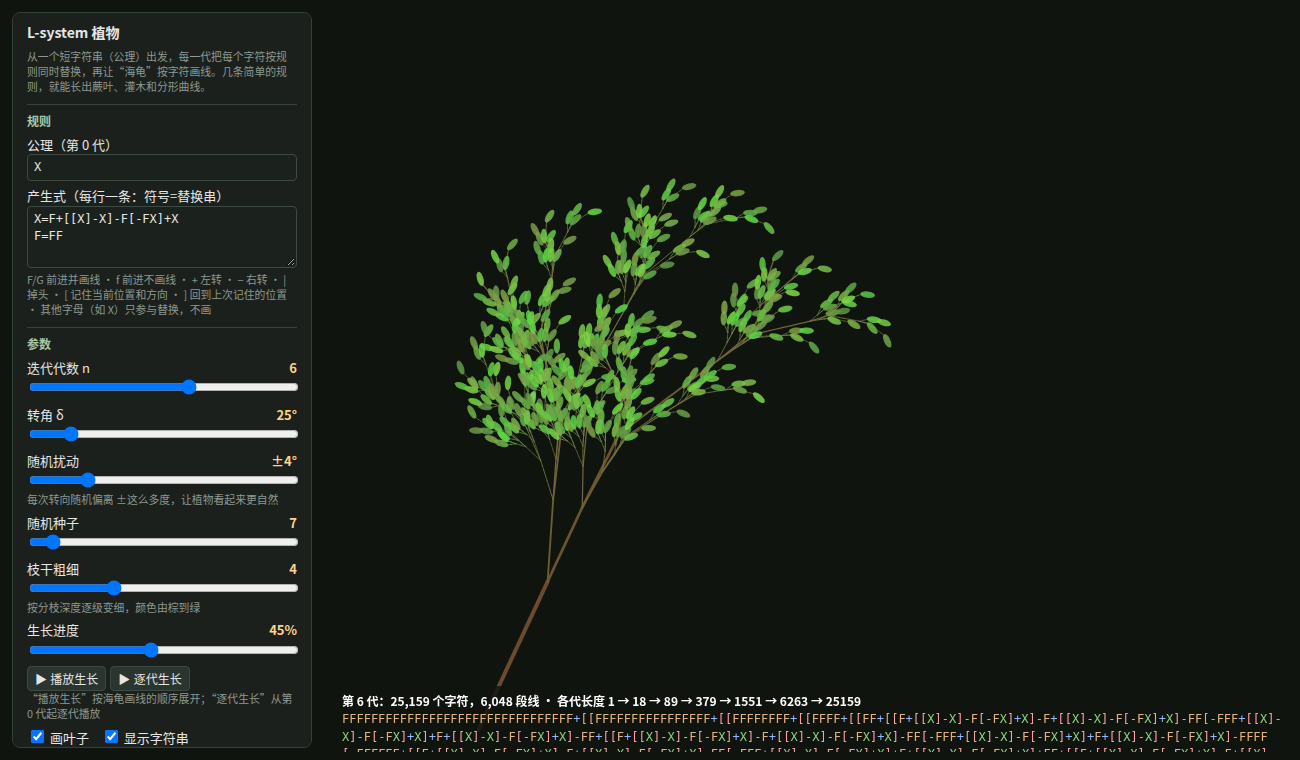 L-system 植物
从一个短字符串（公理）出发，每一代把每个字符按规
则同时替换，再让“海龟”按字符画线。几条简单的规
则，就能长出蕨叶、灌木和分形曲线。
规则
公理（第 0 代）
X
产生式（每行一条：符号=替换串）
X=F+[[X]-X]-F[-FX]+X
F=FF
F/G 前进并画线 · f 前进不画线 · + 左转 · − 右转 · |
掉头 · [ 记住当前位置和方向 · ] 回到上次记住的位置
· 其他字母（如 X）只参与替换，不画
参数
迭代代数 n 6
转角 δ 25°
随机扰动 ±4°
每次转向随机偏离 ±这么多度，让植物看起来更自然
随机种子 7
枝干粗细 4
按分枝深度逐级变细，颜色由棕到绿
生长进度 45%
▶ 播放生长 ▶ 逐代生长
“播放生长”按海龟画线的顺序展开；“逐代生长”从第
0 代起逐代播放
画叶子 显示字符串
第 6 代：25,159 个字符，6,048 段线 · 各代长度 1 → 18 → 89 → 379 → 1551 → 6263 → 25159
FFFFFFFFFFFFFFFFFFFFFFFFFFFFFFFF+[[FFFFFFFFFFFFFFFF+[[FFFFFFFF+[[FFFF+[[FF+[[F+[[X]-X]-F[-FX]+X]-F+[[X]-X]-F[-FX]+X]-FF[-FFF+[[X]-
X]-F[-FX]+X]+F+[[X]-X]-F[-FX]+X]-FF+[[F+[[X]-X]-F[-FX]+X]-F+[[X]-X]-F[-FX]+X]-FF[-FFF+[[X]-X]-F[-FX]+X]+F+[[X]-X]-F[-FX]+X]-FFFF